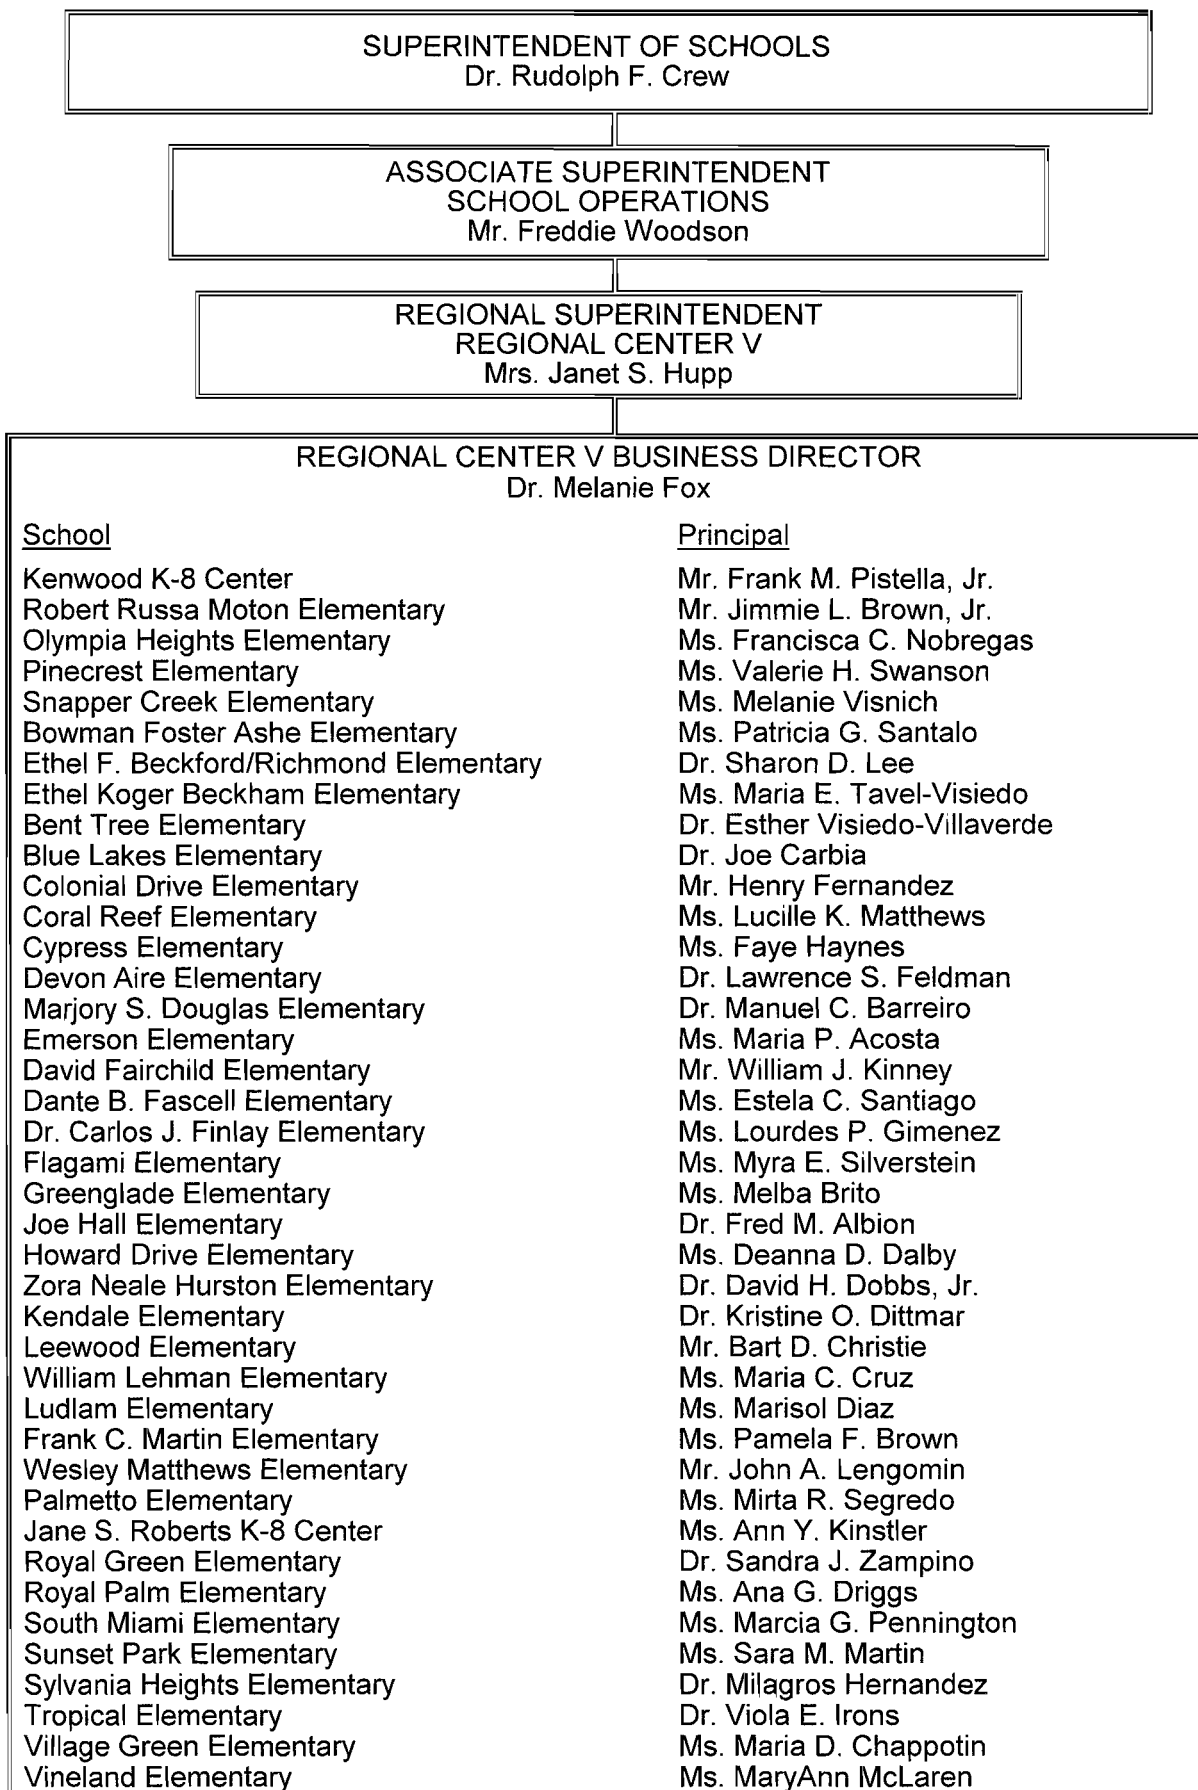 SUPERINTENDENT OF SCHOOLS
Dr. Rudolph F. Crew
ASSOCIATE SUPERINTENDENT
SCHOOL OPERATIONS
Mr. Freddie Woodson
REGIONAL SUPERINTENDENT
REGIONAL CENTER V
Mrs. Janet S. Hupp
REGIONAL CENTER V BUSINESS DIRECTOR
Dr. Melanie Fox
School Principal
Kenwood K-8 Center Mr. Frank M. Pistella, Jr.
Robert Russa Moton Elementary Mr. Jimmie L. Brown, Jr.
Olympia Heights Elementary Ms. Francisca C. Nobregas
Pinecrest Elementary Ms. Valerie H. Swanson
Snapper Creek Elementary Ms. Melanie Visnich
Bowman Foster Ashe Elementary Ms. Patricia G. Santalo
Ethel F. Beckford/Richmond Elementary Dr. Sharon D. Lee
Ethel Koger Beckham Elementary Ms. Maria E. Tavel-Visiedo
Bent Tree Elementary Dr. Esther Visiedo-Villaverde
Blue Lakes Elementary Dr. Joe Carbia
Colonial Drive Elementary Mr. Henry Fernandez
Coral Reef Elementary Ms. Lucille K. Matthews
Cypress Elementary Ms. Faye Haynes
Devon Aire Elementary Dr. Lawrence S. Feldman
Marjory S. Douglas Elementary Dr. Manuel C. Barreiro
Emerson Elementary Ms. Maria P. Acosta
David Fairchild Elementary Mr. William J. Kinney
Dante B. Fascell Elementary Ms. Estela C. Santiago
Dr. Carlos J. Finlay Elementary Ms. Lourdes P. Gimenez
Flagami Elementary Ms. Myra E. Silverstein
Greenglade Elementary Ms. Melba Brito
Joe Hall Elementary Dr. Fred M. Albion
Howard Drive Elementary Ms. Deanna D. Dalby
Zora Neale Hurston Elementary Dr. David H. Dobbs, Jr.
Kendale Elementary Dr. Kristine O. Dittmar
Leewood Elementary Mr. Bart D. Christie
William Lehman Elementary Ms. Maria C. Cruz
Ludlam Elementary Ms. Marisol Diaz
Frank C. Martin Elementary Ms. Pamela F. Brown
Wesley Matthews Elementary Mr. John A. Lengomin
Palmetto Elementary Ms. Mirta R. Segredo
Jane S. Roberts K-8 Center Ms. Ann Y. Kinstler
Royal Green Elementary Dr. Sandra J. Zampino
Royal Palm Elementary Ms. Ana G. Driggs
South Miami Elementary Ms. Marcia G. Pennington
Sunset Park Elementary Ms. Sara M. Martin
Sylvania Heights Elementary Dr. Milagros Hernandez
Tropical Elementary Dr. Viola E. Irons
Village Green Elementary Ms. Maria D. Chappotin
Vineland Elementary Ms. MaryAnn McLaren